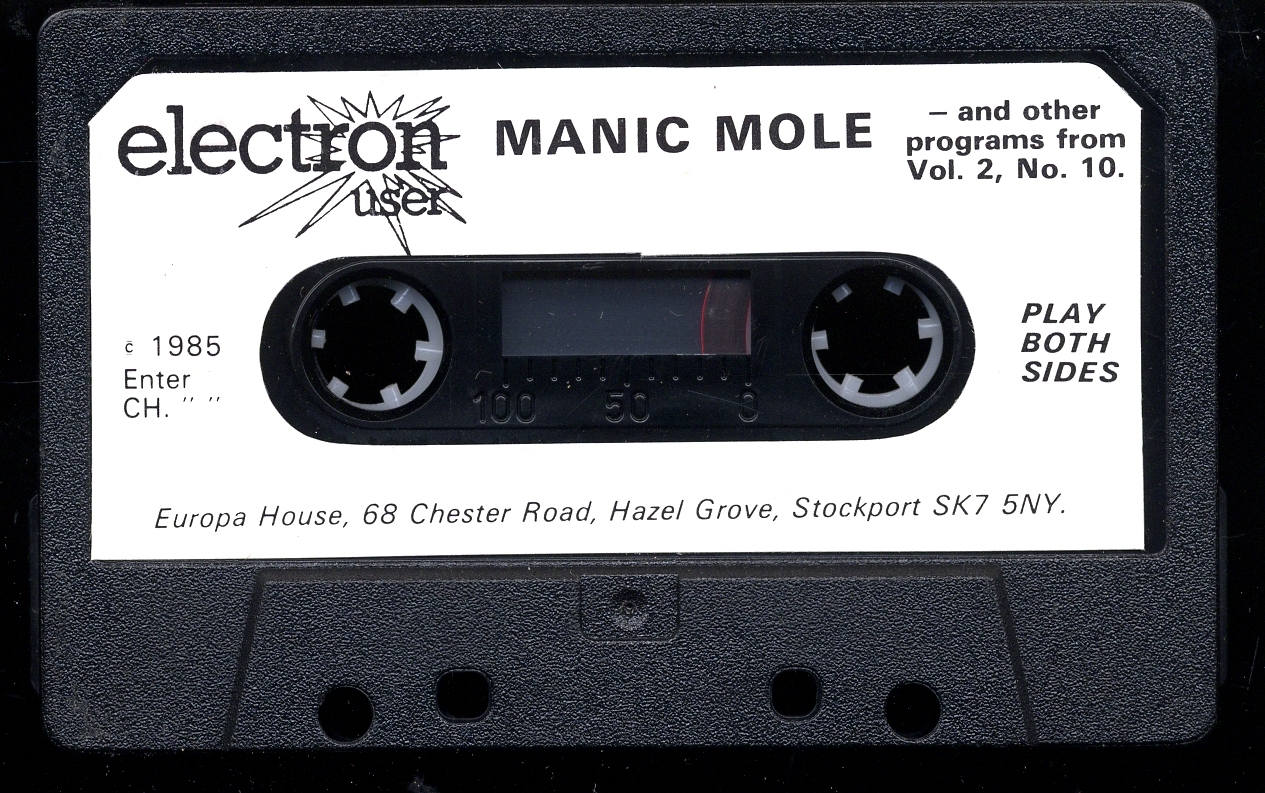 electron
user
MANIC MOLE
– and other
programs from
Vol. 2, No. 10.
c 1985
Enter
CH. " "
PLAY
BOTH
SIDES
100 50
Europa House, 68 Chester Road, Hazel Grove, Stockport SK7 5NY.